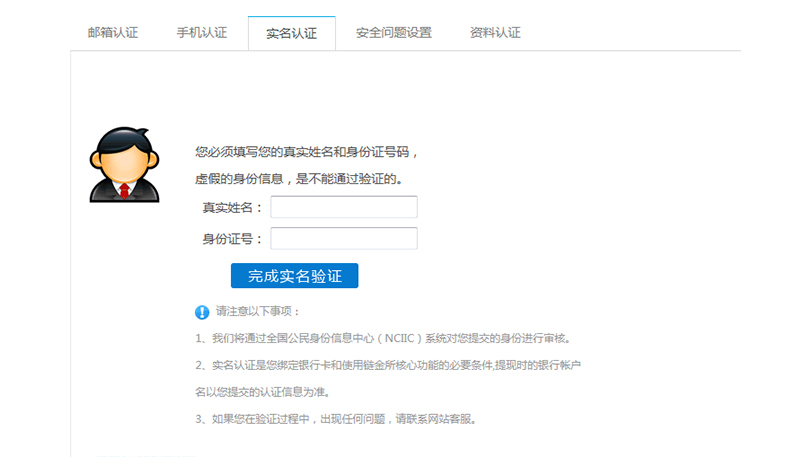 邮箱认证 手机认证 实名认证 安全问题设置 资料认证
您必须填写您的真实姓名和身份证号码，
虚假的身份信息，是不能通过验证的。
真实姓名：
身份证号：
完成实名验证
请注意以下事项：
1、我们将通过全国公民身份信息中心（NCIIC）系统对您提交的身份进行审核。
2、实名认证是您绑定银行卡和使用链金所核心功能的必要条件,提现时的银行帐户
名以您提交的认证信息为准。
3、如果您在验证过程中，出现任何问题，请联系网站客服。